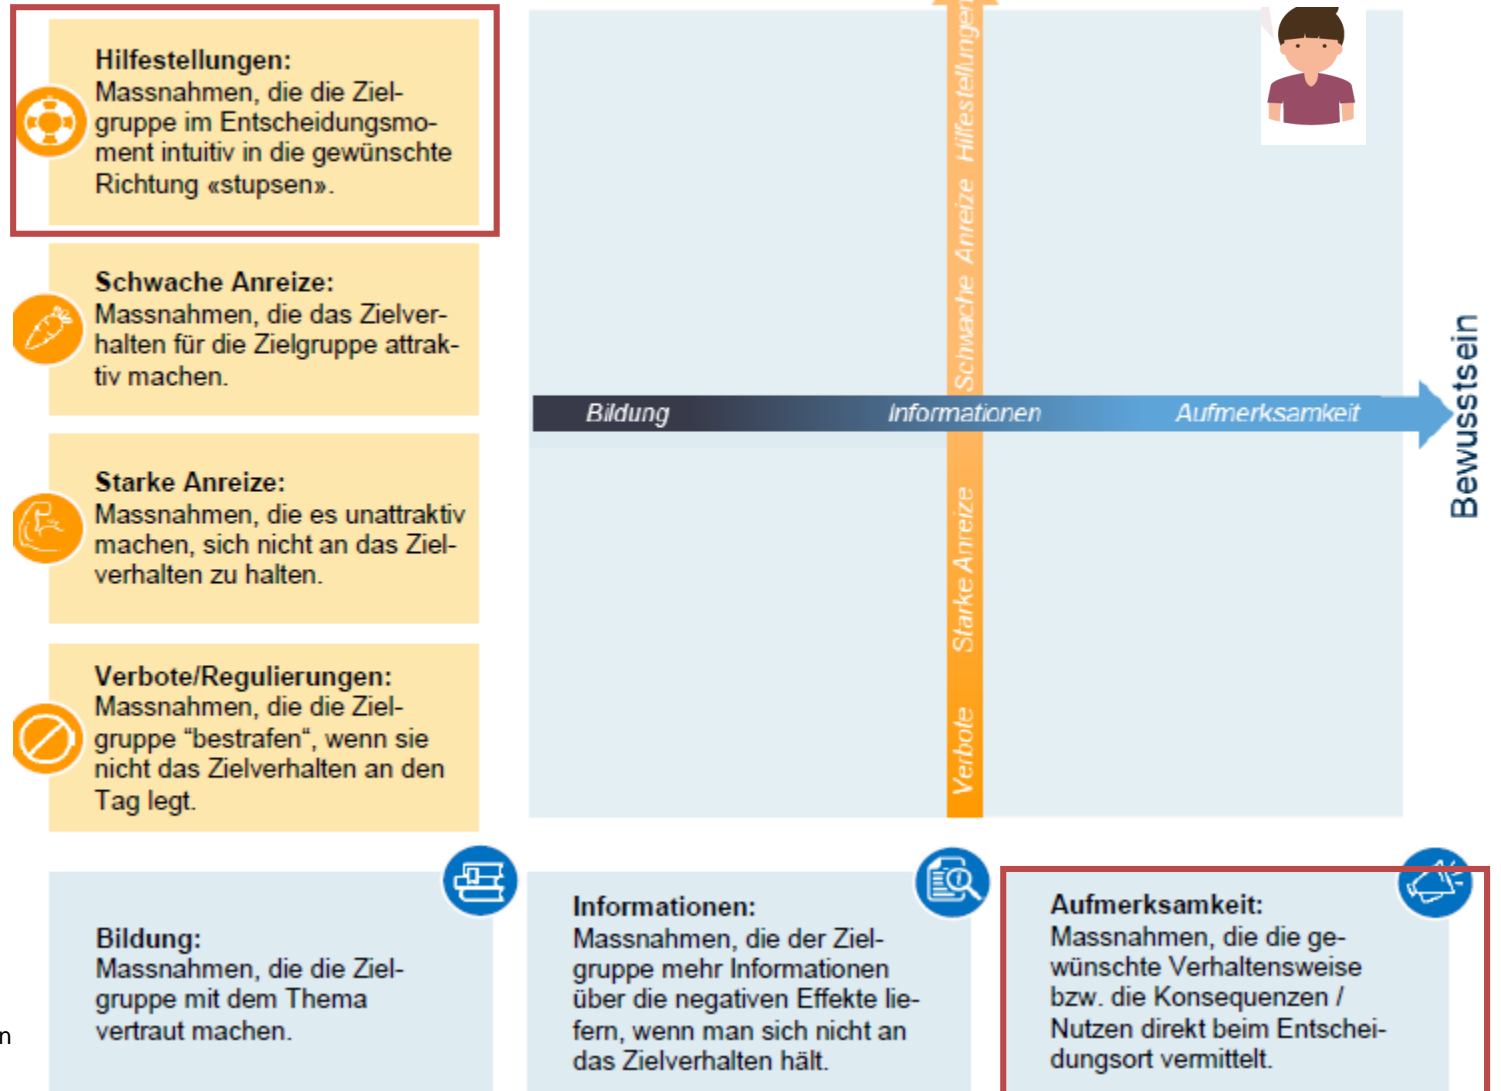 Hilfestellungen:
Massnahmen, die die Ziel-
gruppe im Entscheidungsmo-
ment intuitiv in die gewünschte
Richtung «stupsen».
Schwache Anreize:
Massnahmen, die das Zielver-
halten für die Zielgruppe attrak-
tiv machen.
Starke Anreize:
Massnahmen, die es unattraktiv
machen, sich nicht an das Ziel-
verhalten zu halten.
Verbote/Regulierungen:
Massnahmen, die die Ziel-
gruppe “bestrafen“, wenn sie
nicht das Zielverhalten an den
Tag legt.
Hilfestellungen
Schwache Anreize
Starke Anreize
Verbote
Bildung
Informationen
Aufmerksamkeit
Bewusstsein
Bildung:
Massnahmen, die die Ziel-
gruppe mit dem Thema
vertraut machen.
n
Informationen:
Massnahmen, die der Ziel-
gruppe mehr Informationen
über die negativen Effekte lie-
fern, wenn man sich nicht an
das Zielverhalten hält.
Aufmerksamkeit:
Massnahmen, die die ge-
wünschte Verhaltensweise
bzw. die Konsequenzen /
Nutzen direkt beim Entschei-
dungsort vermittelt.